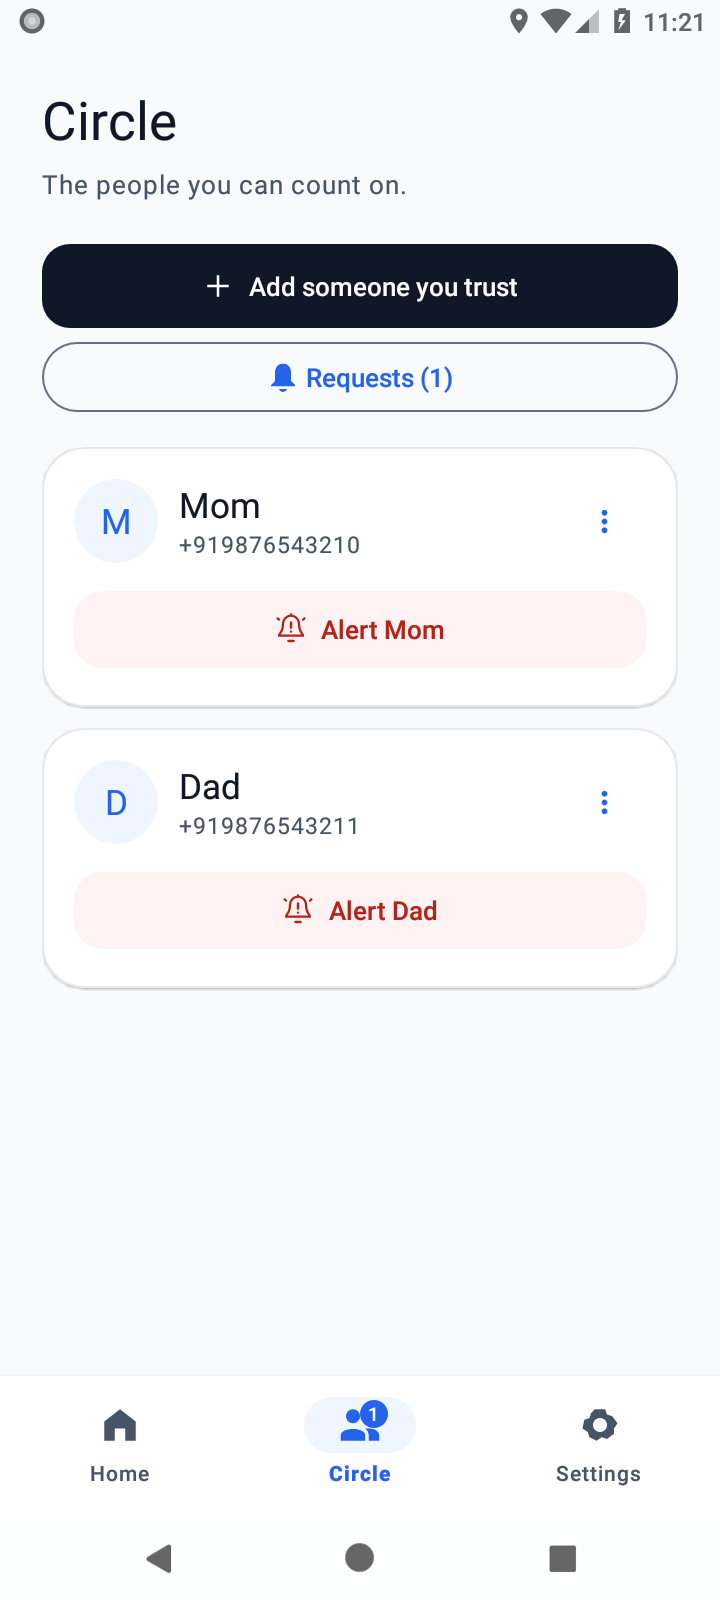 11:21
Circle
The people you can count on.
Add someone you trust
Requests (1)
M
Mom
+919876543210
Alert Mom
D
Dad
+919876543211
Alert Dad
1
Home
Circle
Settings